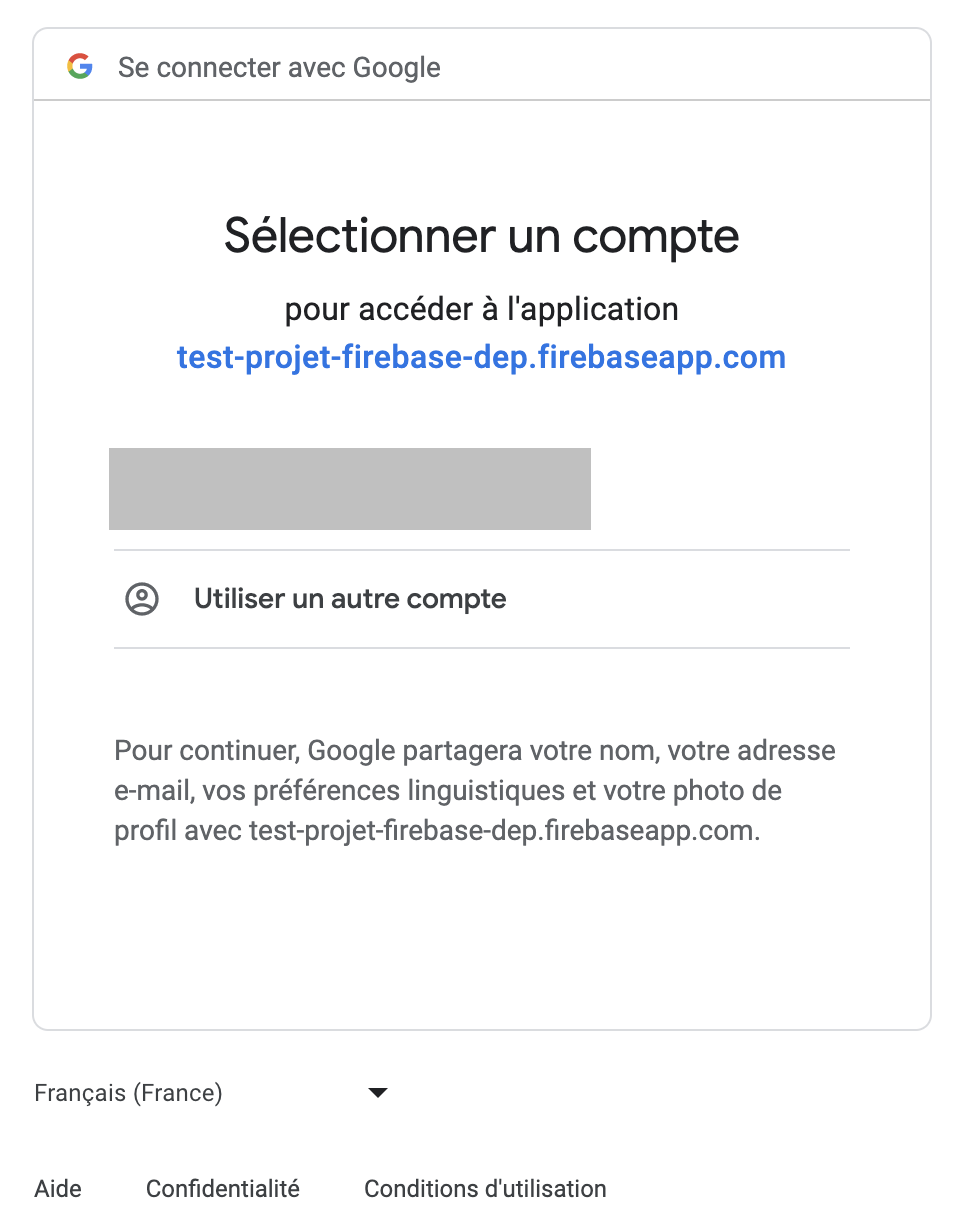 Se connecter avec Google
Sélectionner un compte
pour accéder à l'application
test-projet-firebase-dep.firebaseapp.com
Utiliser un autre compte
Pour continuer, Google partagera votre nom, votre adresse
e-mail, vos préférences linguistiques et votre photo de
profil avec test-projet-firebase-dep.firebaseapp.com.
Français (France)
Aide Confidentialité Conditions d'utilisation